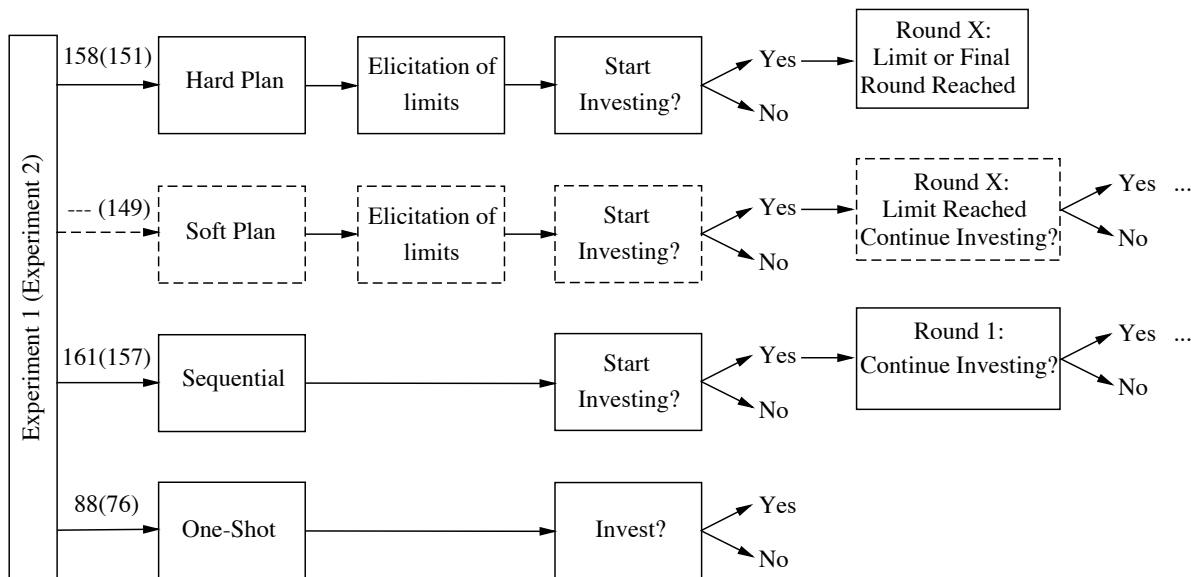 Experiment 1 (Experiment 2)
158(151)
Hard Plan
Elicitation of
limits
Start
Investing?
Yes
No
Round X:
Limit or Final
Round Reached
--- (149)
Soft Plan
Elicitation of
limits
Start
Investing?
Yes
No
Round X:
Limit Reached
Continue Investing?
Yes ...
No
161(157)
Sequential
Start
Investing?
Yes
No
Round 1:
Continue Investing?
Yes ...
No
88(76)
One-Shot
Invest?
Yes
No